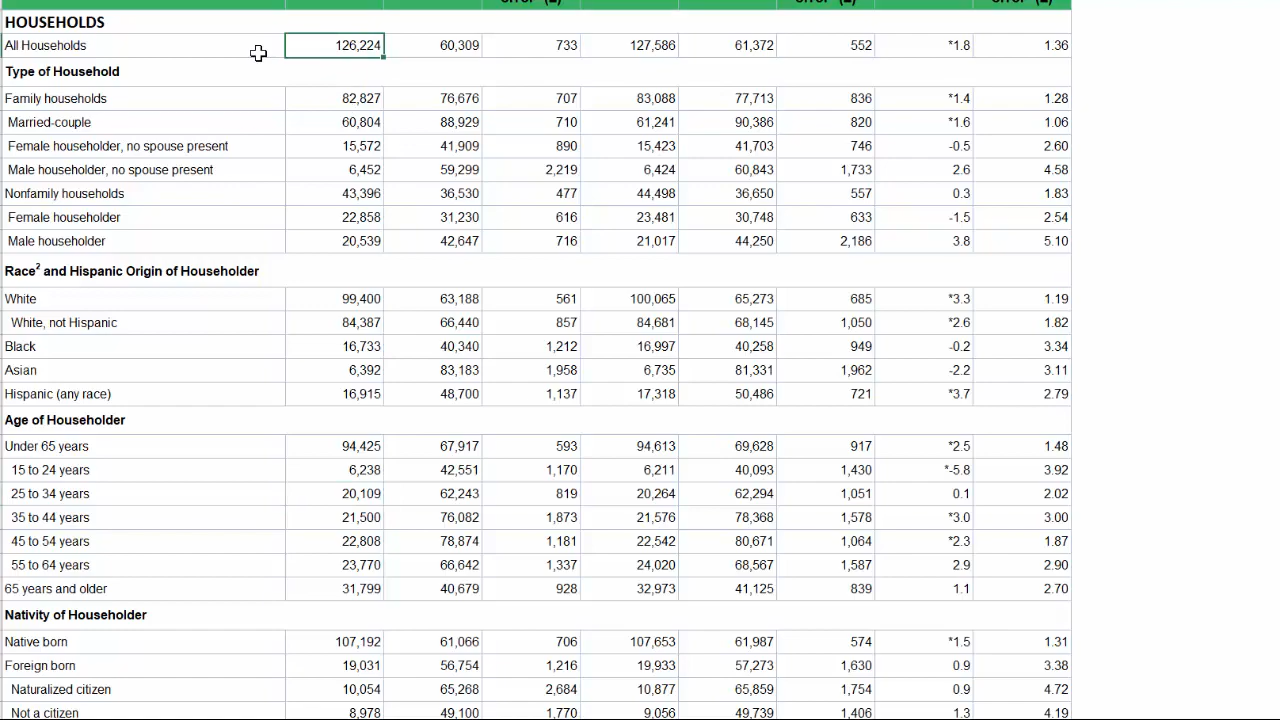 HOUSEHOLDS
All Households 126,224 60,309 733 127,586 61,372 552 *1.8 1.36
Type of Household
Family households 82,827 76,676 707 83,088 77,713 836 *1.4 1.28
Married-couple 60,804 88,929 710 61,241 90,386 820 *1.6 1.06
Female householder, no spouse present 15,572 41,909 890 15,423 41,703 746 -0.5 2.60
Male householder, no spouse present 6,452 59,299 2,219 6,424 60,843 1,733 2.6 4.58
Nonfamily households 43,396 36,530 477 44,498 36,650 557 0.3 1.83
Female householder 22,858 31,230 616 23,481 30,748 633 -1.5 2.54
Male householder 20,539 42,647 716 21,017 44,250 2,186 3.8 5.10
Race² and Hispanic Origin of Householder
White 99,400 63,188 561 100,065 65,273 685 *3.3 1.19
White, not Hispanic 84,387 66,440 857 84,681 68,145 1,050 *2.6 1.82
Black 16,733 40,340 1,212 16,997 40,258 949 -0.2 3.34
Asian 6,392 83,183 1,958 6,735 81,331 1,962 -2.2 3.11
Hispanic (any race) 16,915 48,700 1,137 17,318 50,486 721 *3.7 2.79
Age of Householder
Under 65 years 94,425 67,917 593 94,613 69,628 917 *2.5 1.48
15 to 24 years 6,238 42,551 1,170 6,211 40,093 1,430 *-5.8 3.92
25 to 34 years 20,109 62,243 819 20,264 62,294 1,051 0.1 2.02
35 to 44 years 21,500 76,082 1,873 21,576 78,368 1,578 *3.0 3.00
45 to 54 years 22,808 78,874 1,181 22,542 80,671 1,064 *2.3 1.87
55 to 64 years 23,770 66,642 1,337 24,020 68,567 1,587 2.9 2.90
65 years and older 31,799 40,679 928 32,973 41,125 839 1.1 2.70
Nativity of Householder
Native born 107,192 61,066 706 107,653 61,987 574 *1.5 1.31
Foreign born 19,031 56,754 1,216 19,933 57,273 1,630 0.9 3.38
Naturalized citizen 10,054 65,268 2,684 10,877 65,859 1,754 0.9 4.72
Not a citizen 8,978 49,100 1,770 9,056 49,739 1,406 1.3 4.19